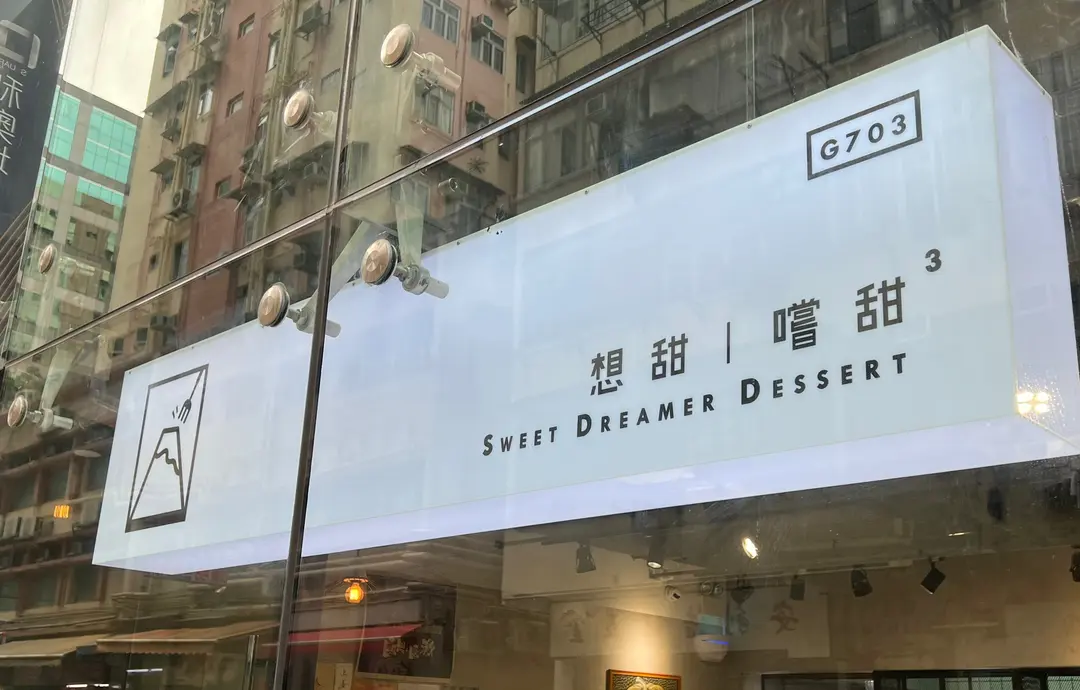 G703
想甜 | 嚐甜³
SWEET DREAMER DESSERT